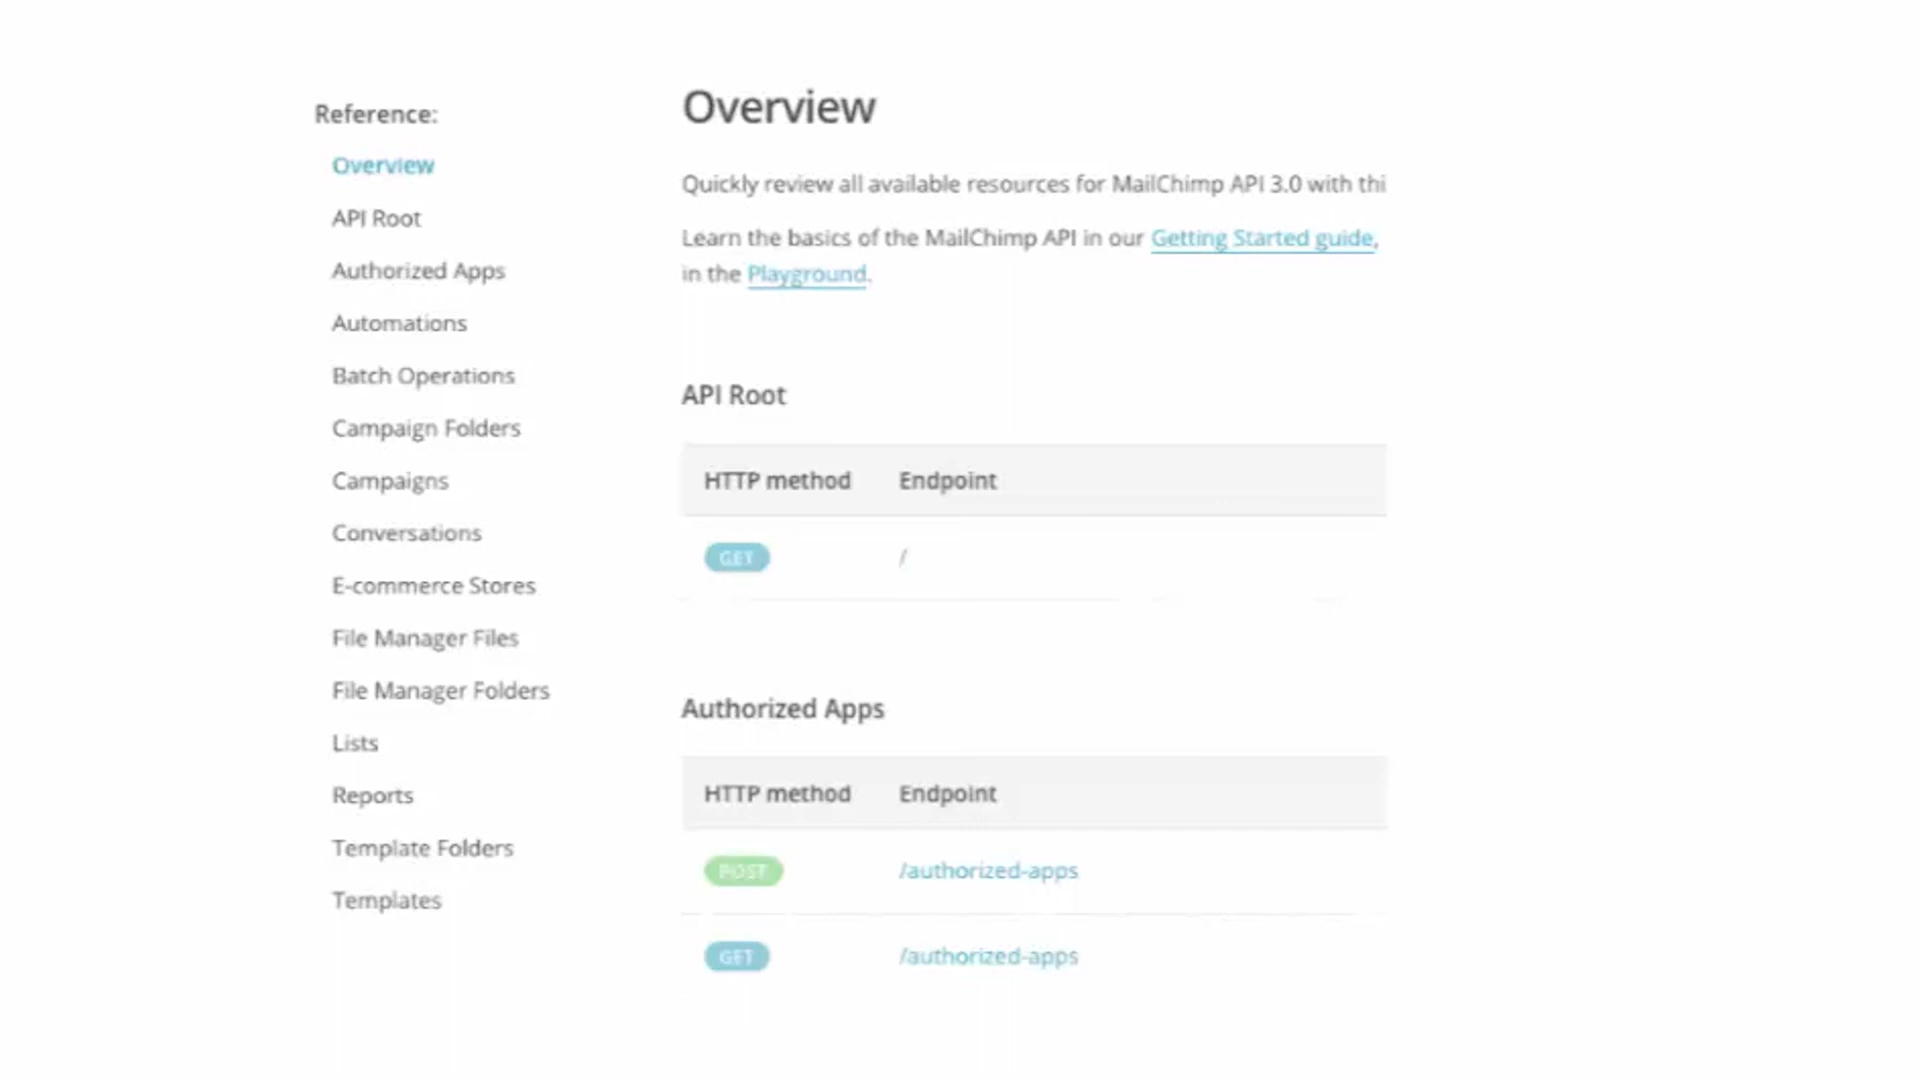 Reference:
Overview
API Root
Authorized Apps
Automations
Batch Operations
Campaign Folders
Campaigns
Conversations
E-commerce Stores
File Manager Files
File Manager Folders
Lists
Reports
Template Folders
Templates
Overview
Quickly review all available resources for MailChimp API 3.0 with thi
Learn the basics of the MailChimp API in our Getting Started guide,
in the Playground.
API Root
HTTP method Endpoint
GET /
Authorized Apps
HTTP method Endpoint
POST /authorized-apps
GET /authorized-apps